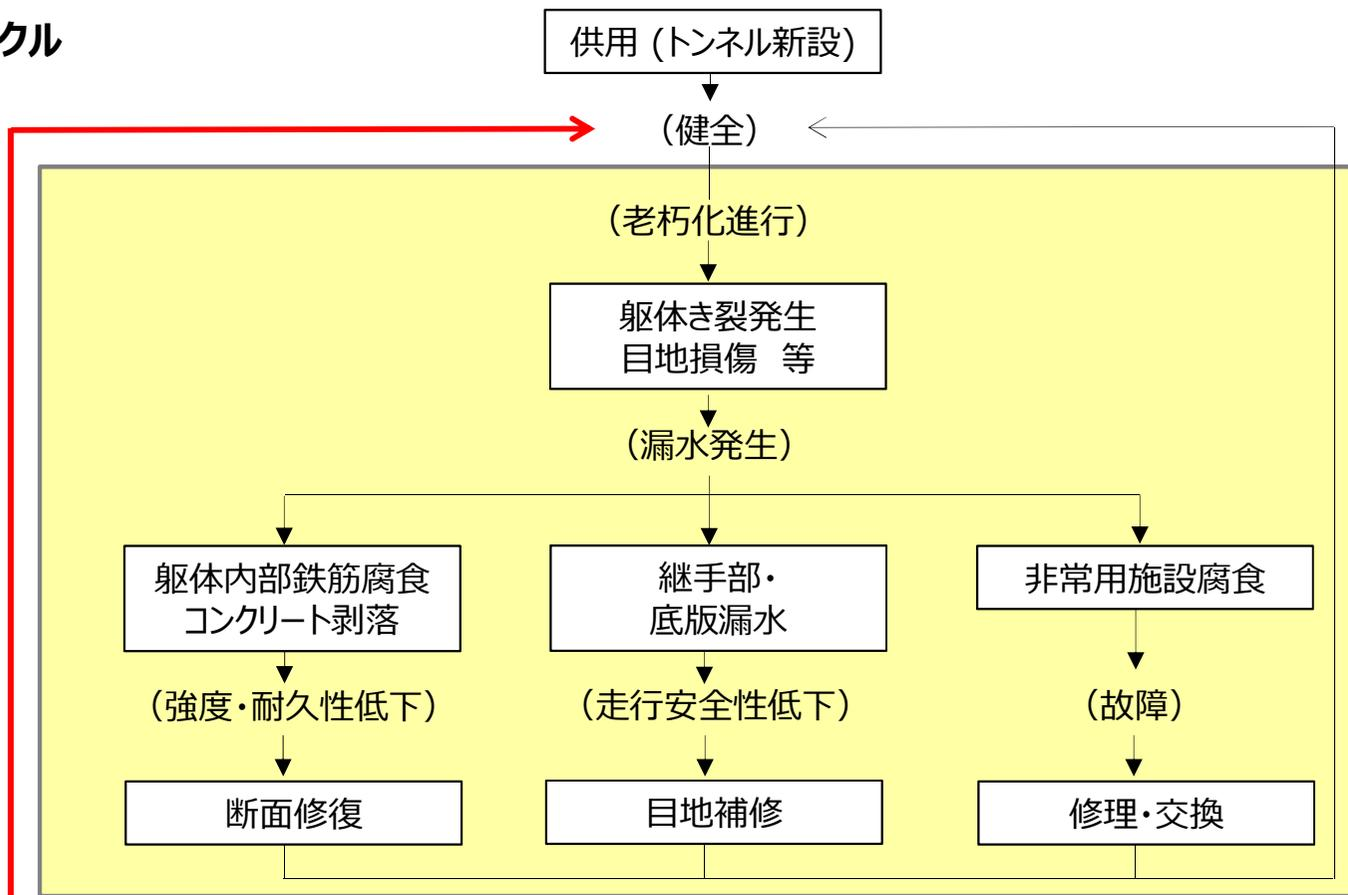 クル
供用 (トンネル新設)
（健全）
（老朽化進行）
躯体き裂発生
目地損傷　等
（漏水発生）
躯体内部鉄筋腐食
コンクリート剥落
継手部・
底版漏水
非常用施設腐食
（強度・耐久性低下）
（走行安全性低下）
（故障）
断面修復
目地補修
修理・交換